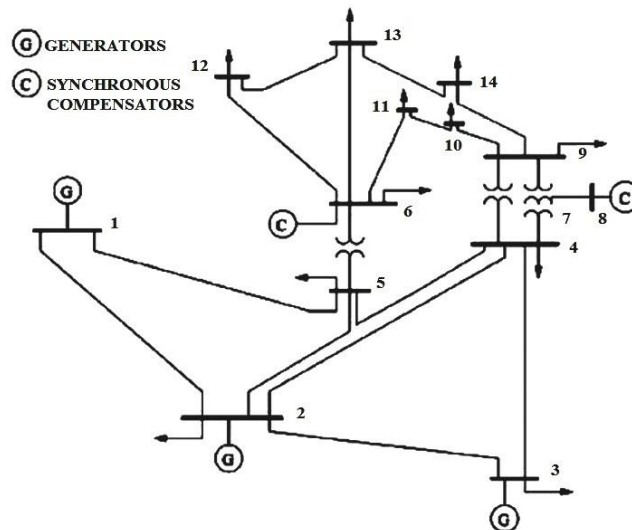 G GENERATORS
C SYNCHRONOUS
COMPENSATORS
13
12
14
11
10
9
G
1
C
6
7
8
C
4
5
2
G
3
G